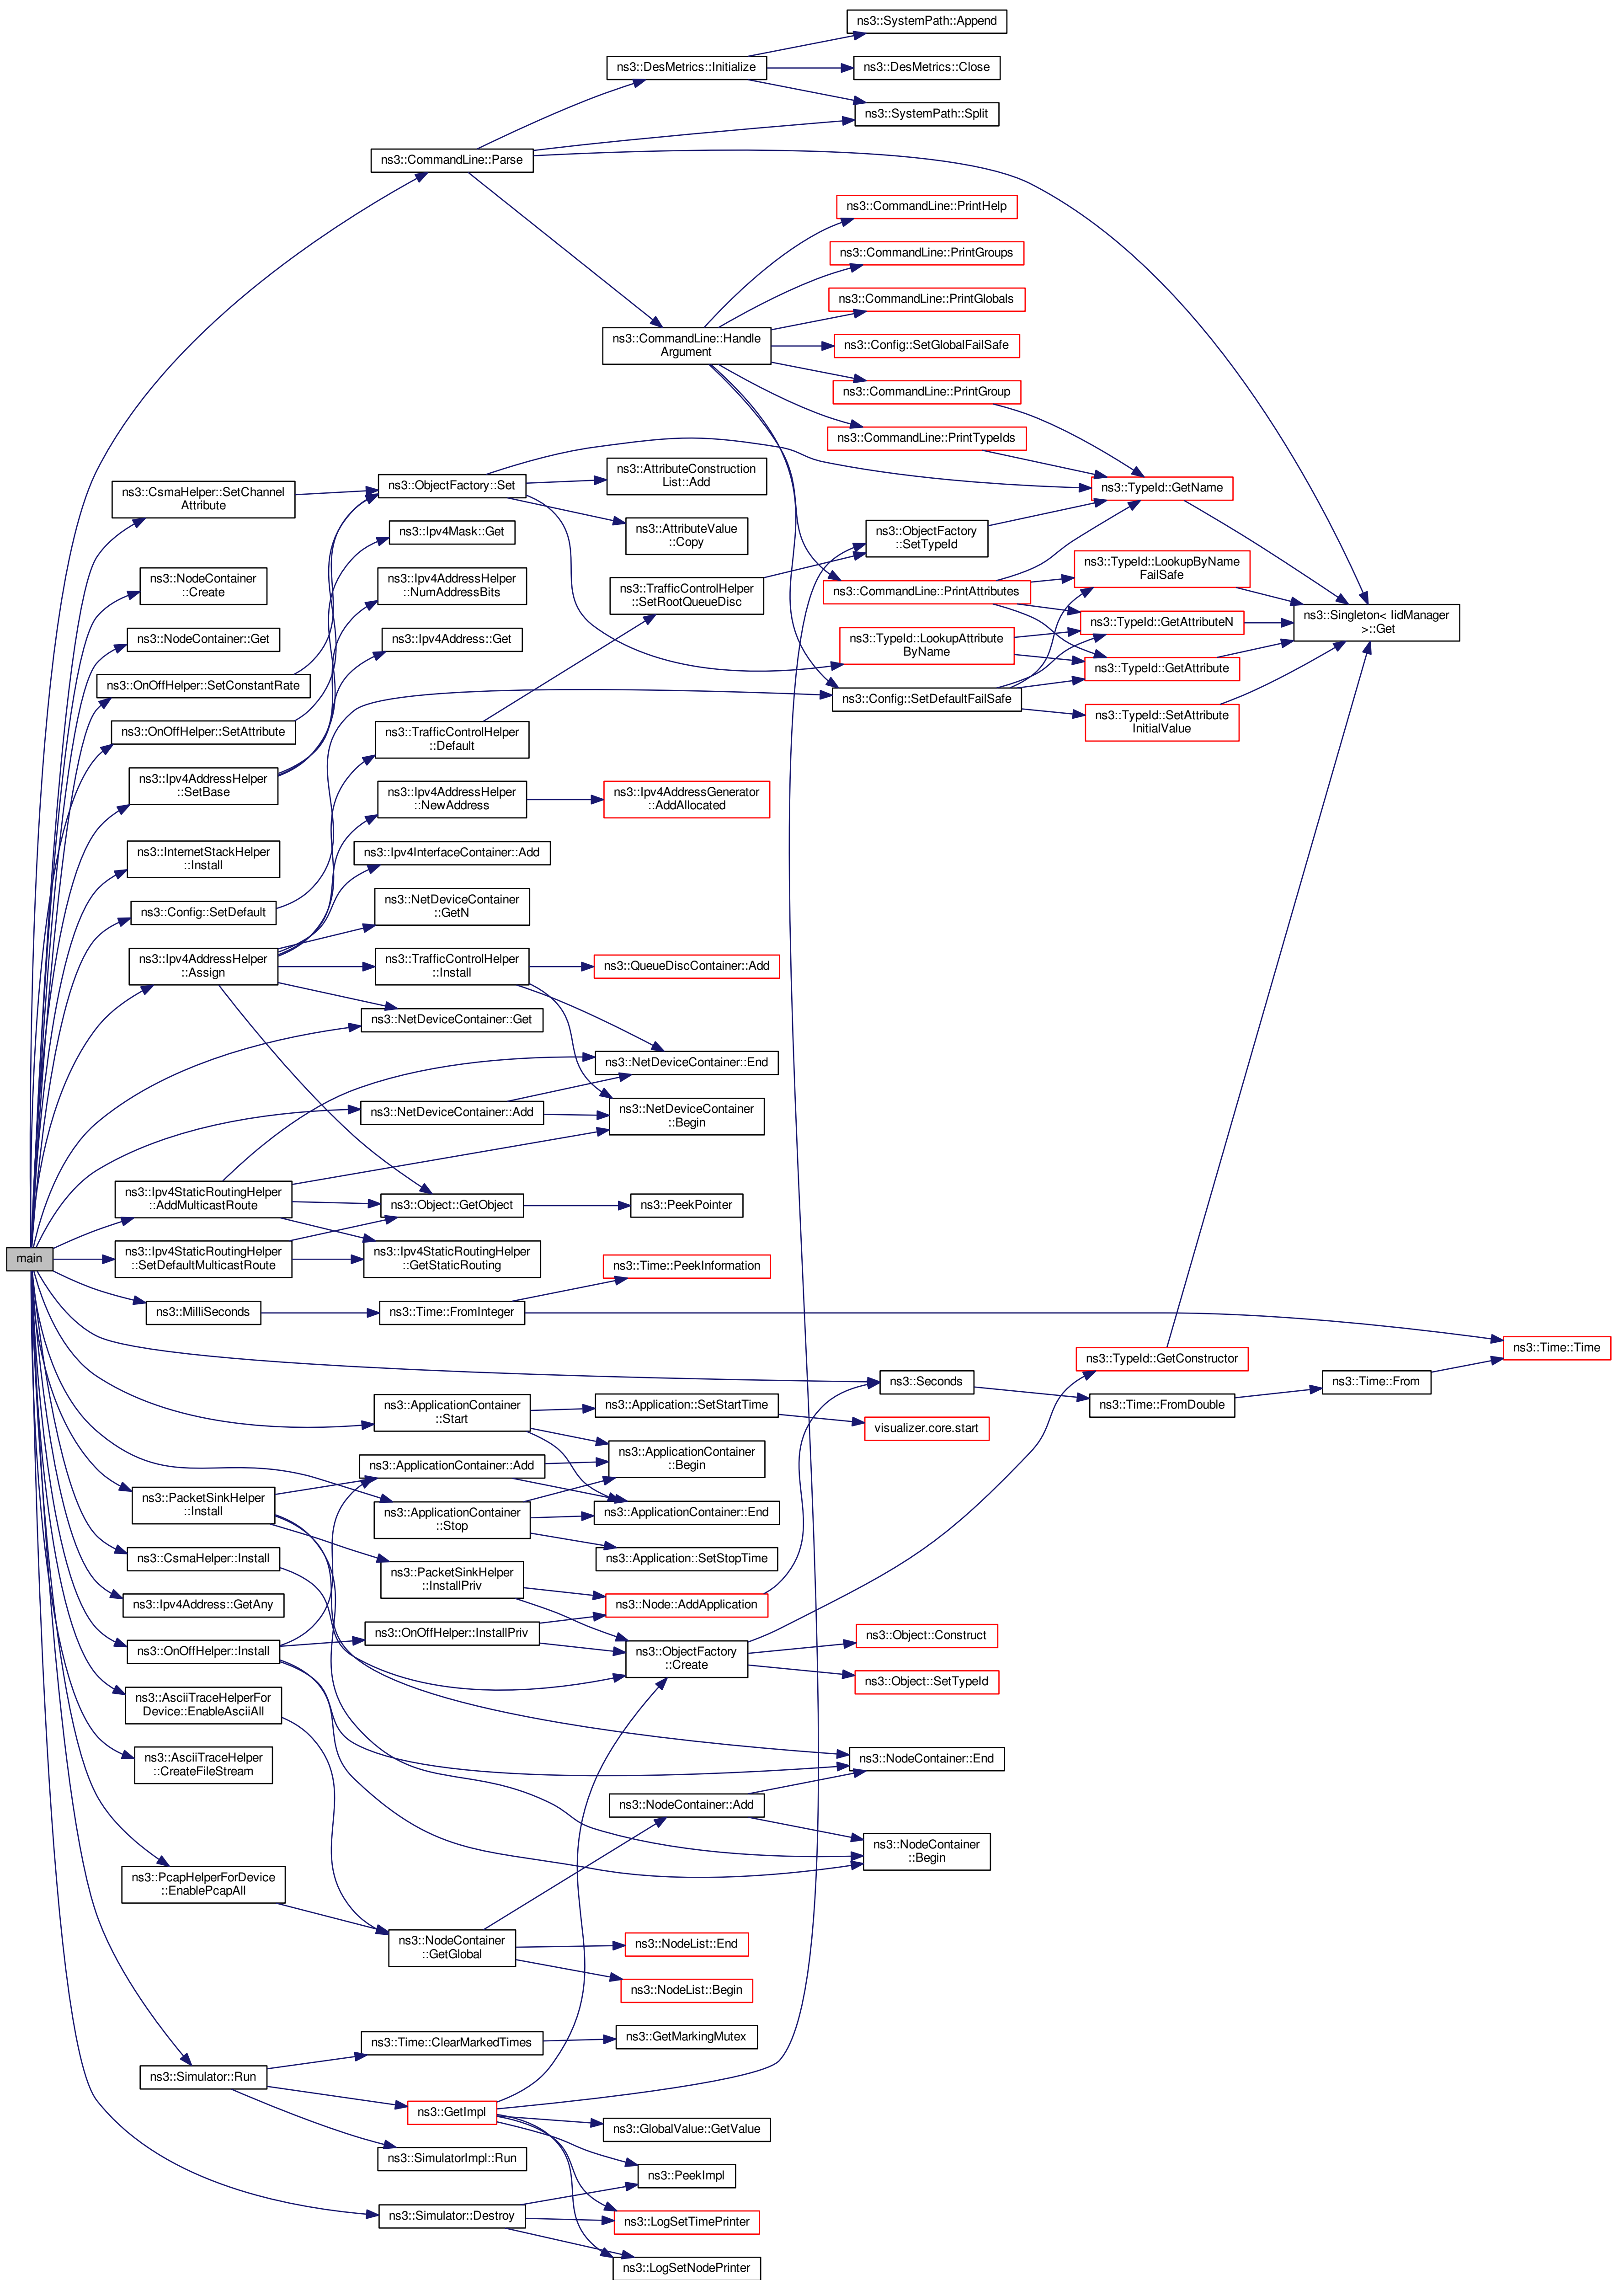 ns3::SystemPath::Append
ns3::DesMetrics::Initialize
ns3::DesMetrics::Close
ns3::SystemPath::Split
ns3::CommandLine::Parse
ns3::CommandLine::PrintHelp
ns3::CommandLine::PrintGroups
ns3::CommandLine::PrintGlobals
ns3::CommandLine::Handle
Argument
ns3::Config::SetGlobalFailSafe
ns3::CommandLine::PrintGroup
ns3::CommandLine::PrintTypeIds
ns3::CsmaHelper::SetChannel
Attribute
ns3::ObjectFactory::Set
ns3::AttributeConstruction
List::Add
ns3::TypeId::GetName
ns3::Ipv4Mask::Get
ns3::AttributeValue
::Copy
ns3::ObjectFactory
::SetTypeId
ns3::NodeContainer
::Create
ns3::Ipv4AddressHelper
::NumAddressBits
ns3::TrafficControlHelper
::SetRootQueueDisc
ns3::CommandLine::PrintAttributes
ns3::TypeId::LookupByName
FailSafe
ns3::Singleton< IidManager
>::Get
ns3::TypeId::GetAttributeN
ns3::NodeContainer::Get
ns3::Ipv4Address::Get
ns3::TypeId::LookupAttribute
ByName
ns3::TypeId::GetAttribute
ns3::OnOffHelper::SetConstantRate
ns3::Config::SetDefaultFailSafe
ns3::TypeId::SetAttribute
InitialValue
ns3::OnOffHelper::SetAttribute
ns3::TrafficControlHelper
::Default
ns3::Ipv4AddressHelper
::SetBase
ns3::Ipv4AddressHelper
::NewAddress
ns3::Ipv4AddressGenerator
::AddAllocated
ns3::InternetStackHelper
::Install
ns3::Ipv4InterfaceContainer::Add
ns3::Config::SetDefault
ns3::NetDeviceContainer
::GetN
ns3::Ipv4AddressHelper
::Assign
ns3::TrafficControlHelper
::Install
ns3::QueueDiscContainer::Add
ns3::NetDeviceContainer::Get
ns3::NetDeviceContainer::End
ns3::NetDeviceContainer::Add
ns3::NetDeviceContainer
::Begin
ns3::Ipv4StaticRoutingHelper
::AddMulticastRoute
ns3::Object::GetObject
ns3::PeekPointer
main
ns3::Ipv4StaticRoutingHelper
::SetDefaultMulticastRoute
ns3::Ipv4StaticRoutingHelper
::GetStaticRouting
ns3::Time::PeekInformation
ns3::MilliSeconds
ns3::Time::FromInteger
ns3::Time::Time
ns3::TypeId::GetConstructor
ns3::Seconds
ns3::Time::From
ns3::Time::FromDouble
ns3::ApplicationContainer
::Start
ns3::Application::SetStartTime
visualizer.core.start
ns3::ApplicationContainer::Add
ns3::ApplicationContainer
::Begin
ns3::PacketSinkHelper
::Install
ns3::ApplicationContainer
::Stop
ns3::ApplicationContainer::End
ns3::CsmaHelper::Install
ns3::Application::SetStopTime
ns3::PacketSinkHelper
::InstallPriv
ns3::Ipv4Address::GetAny
ns3::Node::AddApplication
ns3::OnOffHelper::InstallPriv
ns3::OnOffHelper::Install
ns3::ObjectFactory
::Create
ns3::Object::Construct
ns3::Object::SetTypeId
ns3::AsciiTraceHelperFor
Device::EnableAsciiAll
ns3::AsciiTraceHelper
::CreateFileStream
ns3::NodeContainer::End
ns3::NodeContainer::Add
ns3::NodeContainer
::Begin
ns3::PcapHelperForDevice
::EnablePcapAll
ns3::NodeContainer
::GetGlobal
ns3::NodeList::End
ns3::NodeList::Begin
ns3::Time::ClearMarkedTimes
ns3::GetMarkingMutex
ns3::Simulator::Run
ns3::GetImpl
ns3::GlobalValue::GetValue
ns3::SimulatorImpl::Run
ns3::PeekImpl
ns3::Simulator::Destroy
ns3::LogSetTimePrinter
ns3::LogSetNodePrinter